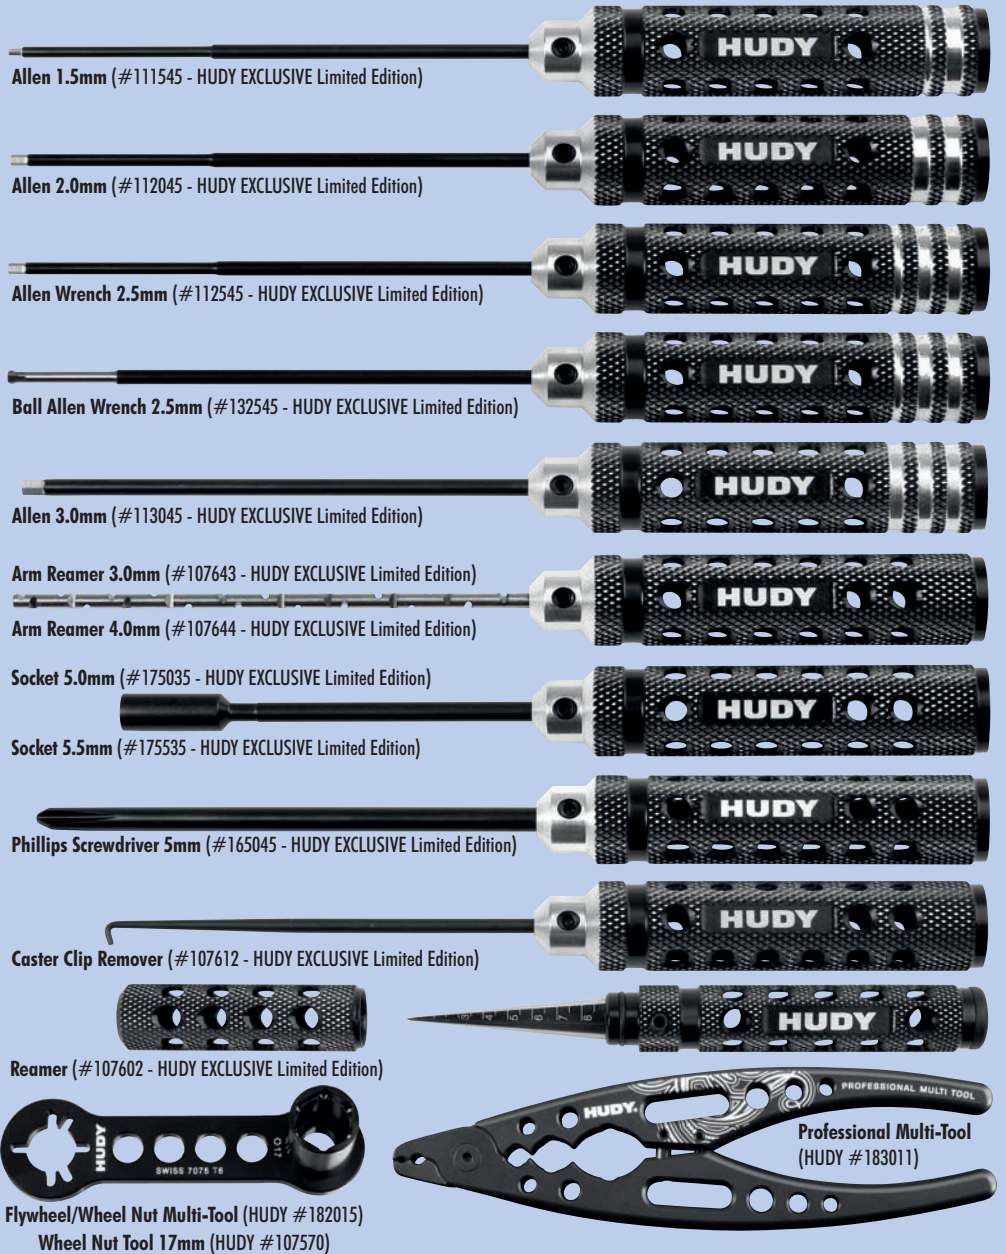 HUDY
Allen 1.5mm (#111545 - HUDY EXCLUSIVE Limited Edition)
HUDY
Allen 2.0mm (#112045 - HUDY EXCLUSIVE Limited Edition)
HUDY
Allen Wrench 2.5mm (#112545 - HUDY EXCLUSIVE Limited Edition)
HUDY
Ball Allen Wrench 2.5mm (#132545 - HUDY EXCLUSIVE Limited Edition)
HUDY
Allen 3.0mm (#113045 - HUDY EXCLUSIVE Limited Edition)
Arm Reamer 3.0mm (#107643 - HUDY EXCLUSIVE Limited Edition)
HUDY
Arm Reamer 4.0mm (#107644 - HUDY EXCLUSIVE Limited Edition)
Socket 5.0mm (#175035 - HUDY EXCLUSIVE Limited Edition)
HUDY
Socket 5.5mm (#175535 - HUDY EXCLUSIVE Limited Edition)
HUDY
Phillips Screwdriver 5mm (#165045 - HUDY EXCLUSIVE Limited Edition)
HUDY
Caster Clip Remover (#107612 - HUDY EXCLUSIVE Limited Edition)
3 4 5 6 7 8
HUDY
Reamer (#107602 - HUDY EXCLUSIVE Limited Edition)
HUDY
SWISS 7075 T6
HUDY.
PROFESSIONAL MULTI TOOL
Professional Multi-Tool
(HUDY #183011)
Flywheel/Wheel Nut Multi-Tool (HUDY #182015)
Wheel Nut Tool 17mm (HUDY #107570)